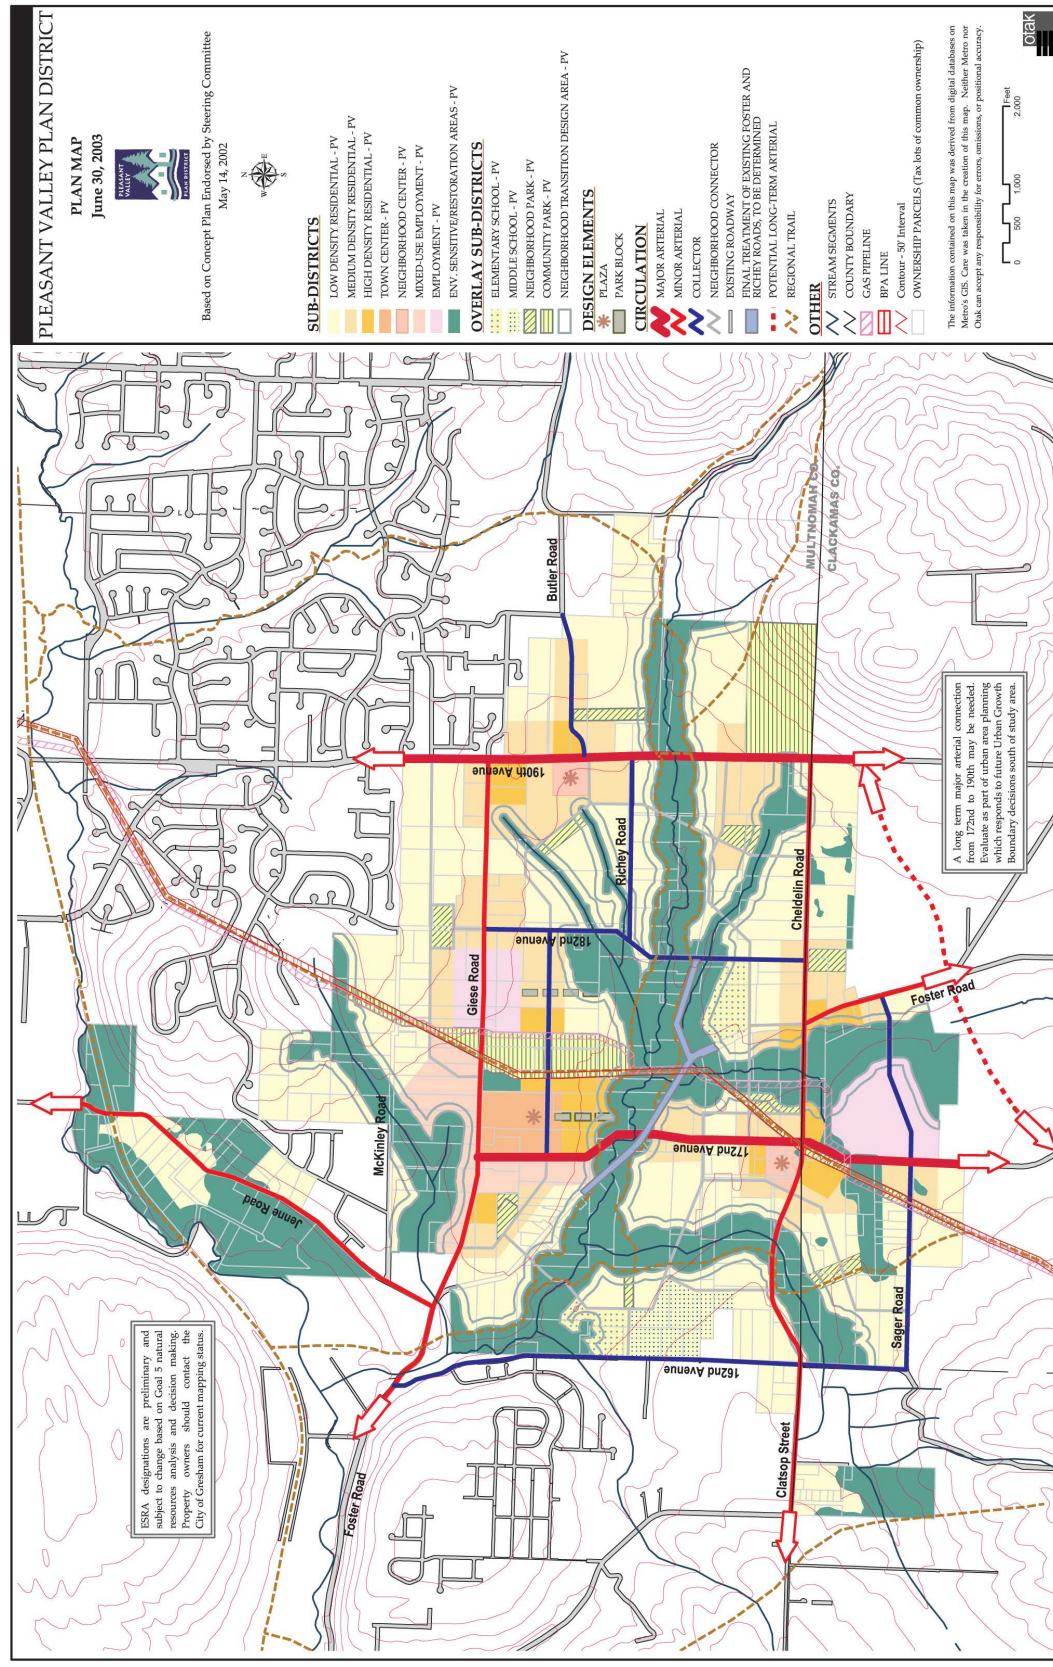 PLEASANT VALLEY PLAN DISTRICT
PLAN MAP
June 30, 2003
PLEASANT
VALLEY
PLAN DISTRICT
Based on Concept Plan Endorsed by Steering Committee
May 14, 2002
N
W
E
S
SUB-DISTRICTS
LOW DENSITY RESIDENTIAL - PV
MEDIUM DENSITY RESIDENTIAL - PV
HIGH DENSITY RESIDENTIAL - PV
TOWN CENTER - PV
NEIGHBORHOOD CENTER- PV
MIXED-USE EMPLOYMENT- PV
EMPLOYMENT - PV
ENV. SENSITIVE/RESTORATION AREAS - PV
OVERLAY SUB-DISTRICTS
ELEMENTARY SCHOOL - PV
MIDDLE SCHOOL - PV
NEIGHBORHOOD PARK - PV
COMMUNITY PARK - PV
NEIGHBORHOOD TRANSITION DESIGN AREA - PV
DESIGN ELEMENTS
PLAZA
PARK BLOCK
CIRCULATION
MAJOR ARTERIAL
MINOR ARTERIAL
COLLECTOR
NEIGHBORHOOD CONNECTOR
EXISTING ROADWAY
FINAL TREATMENT OF EXISTING FOSTER AND
RICHEY ROADS, TO BE DETERMINED
POTENTIAL LONG-TERM ARTERIAL
REGIONAL TRAIL
OTHER
STREAM SEGMENTS
COUNTY BOUNDARY
GAS PIPELINE
BPA LINE
Contour - 50' Interval
OWNERSHIP PARCELS (Tax lots of common ownership)
The information contained on this map was derived from digital databases on
Metro's GIS. Care was taken in the creation of this map. Neither Metro nor
Otak can accept any responsibility for errors, omissions, or positional accuracy.
0
500
1,000
2,000
Feet
otak
ESRA designations are preliminary and
subject to change based on Goal 5 natural
resources analysis and decision making.
Property owners should contact the
City of Gresham for current mapping status.
Jenne Road
McKinley Road
Giese Road
190th Avenue
Butler Road
Richey Road
182nd Avenue
172nd Avenue
162nd Avenue
Foster Road
Cheldelin Road
Clatsop Street
Sager Road
Foster Road
MULTNOMAH CO.
CLACKAMAS CO.
A long term major arterial connection
from 172nd to 190th may be needed.
Evaluate as part of urban area planning
which responds to future Urban Growth
Boundary decisions south of study area.